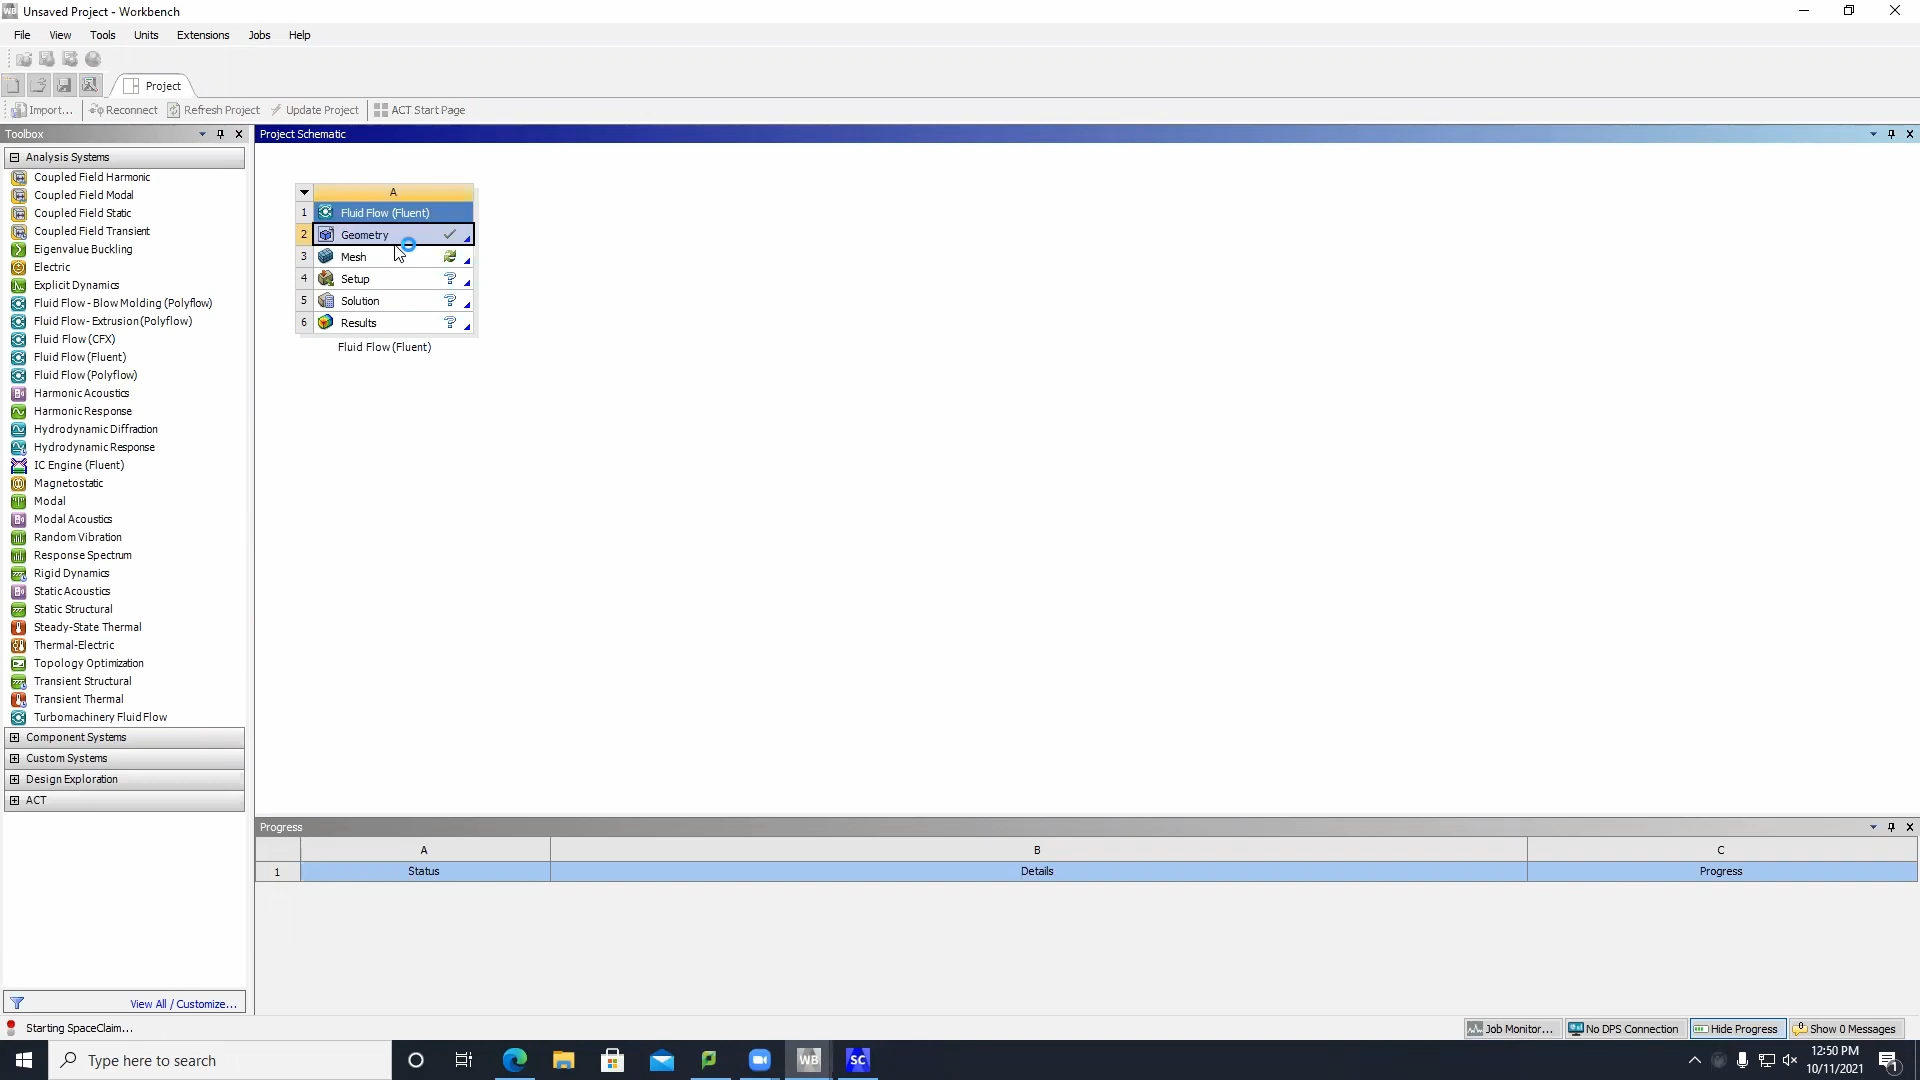 Unsaved Project - Workbench
File View Tools Units Extensions Jobs Help
Project
Import... Reconnect Refresh Project Update Project ACT Start Page
Toolbox
Analysis Systems
Coupled Field Harmonic
Coupled Field Modal
Coupled Field Static
Coupled Field Transient
Eigenvalue Buckling
Electric
Explicit Dynamics
Fluid Flow - Blow Molding (Polyflow)
Fluid Flow-Extrusion (Polyflow)
Fluid Flow (CFX)
Fluid Flow (Fluent)
Fluid Flow (Polyflow)
Harmonic Acoustics
Harmonic Response
Hydrodynamic Diffraction
Hydrodynamic Response
IC Engine (Fluent)
Magnetostatic
Modal
Modal Acoustics
Random Vibration
Response Spectrum
Rigid Dynamics
Static Acoustics
Static Structural
Steady-State Thermal
Thermal-Electric
Topology Optimization
Transient Structural
Transient Thermal
Turbomachinery Fluid Flow
Component Systems
Custom Systems
Design Exploration
ACT
View All / Customize...
Project Schematic
A
1 Fluid Flow (Fluent)
2 Geometry
3 Mesh
4 Setup ?
5 Solution ?
6 Results ?
Fluid Flow (Fluent)
Progress
A B C
1 Status Details Progress
Starting SpaceClaim...
Job Monitor... No DPS Connection Hide Progress Show 0 Messages
Type here to search
WB SC
12:50 PM
10/11/2021
1